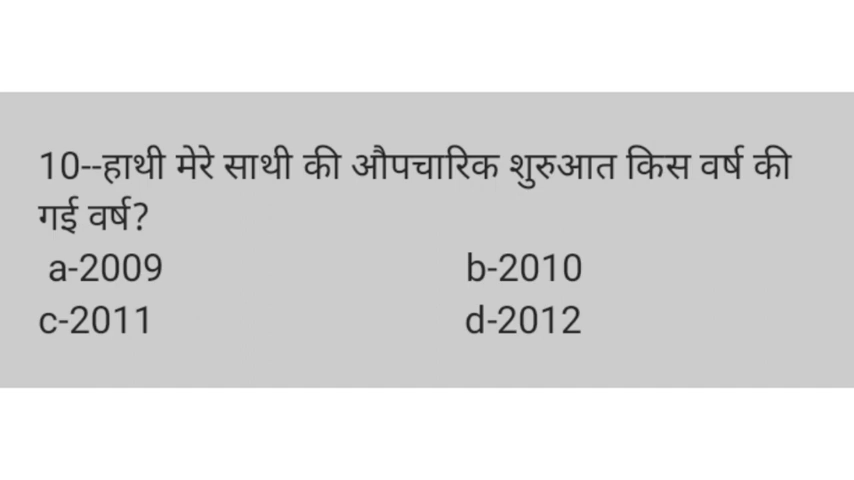 10--हाथी मेरे साथी की औपचारिक शुरुआत किस वर्ष की
गई वर्ष?
a-2009 b-2010
c-2011 d-2012